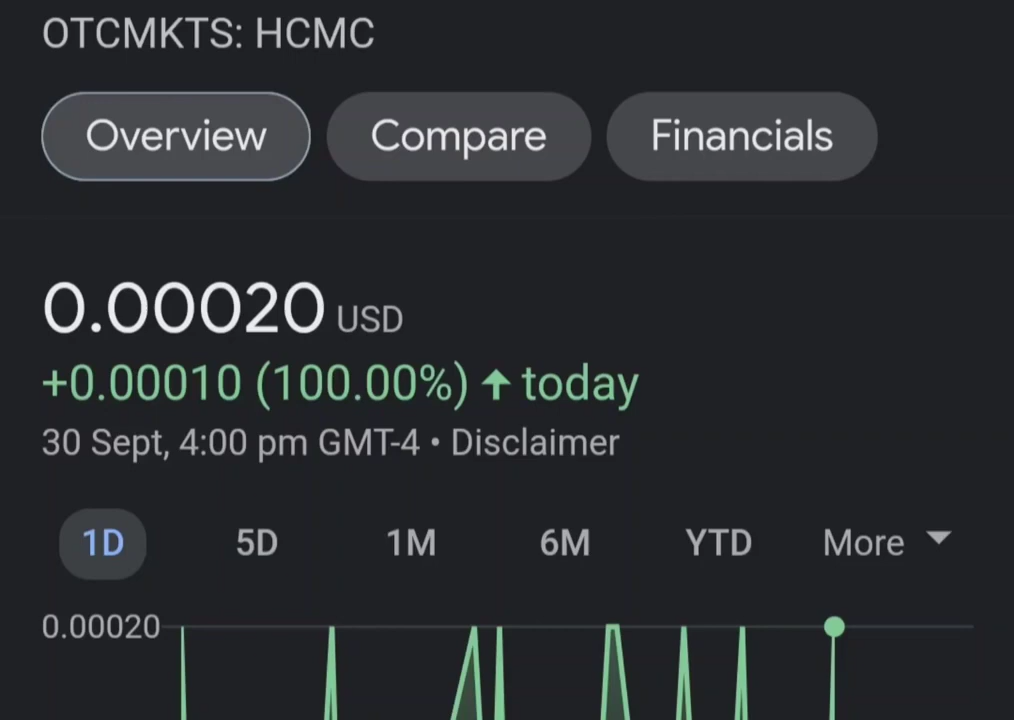 OTCMKTS: HCMC
Overview Compare Financials
0.00020 USD
+0.00010 (100.00%) ↑ today
30 Sept, 4:00 pm GMT-4 • Disclaimer
1D 5D 1M 6M YTD More
0.00020